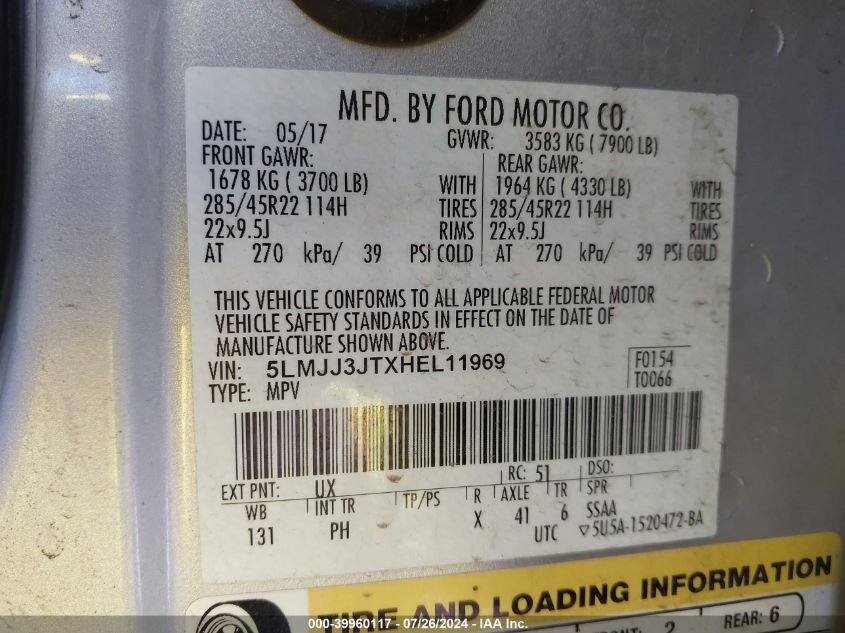 MFD. BY FORD MOTOR CO.
DATE: 05/17 GVWR: 3583 KG ( 7900 LB)
FRONT GAWR: REAR GAWR:
1678 KG ( 3700 LB) WITH 1964 KG ( 4330 LB) WITH
285/45R22 114H TIRES 285/45R22 114H TIRES
22x9.5J RIMS 22x9.5J RIMS
AT 270 kPa/ 39 PSI COLD AT 270 kPa/ 39 PSI COLD
THIS VEHICLE CONFORMS TO ALL APPLICABLE FEDERAL MOTOR
VEHICLE SAFETY STANDARDS IN EFFECT ON THE DATE OF
MANUFACTURE SHOWN ABOVE.
VIN: 5LMJJ3JTXHEL11969 F0154
TYPE: MPV T0066
EXT PNT: UX RC: 51 DSO:
WB INT TR TP/PS R AXLE TR SPR
131 PH X 41 6 SSAA
UTC ▽5U5A-1520472-BA
TIRE AND LOADING INFORMATION
FRONT: 2 REAR: 6
000-39960117 - 07/26/2024 - IAA Inc.